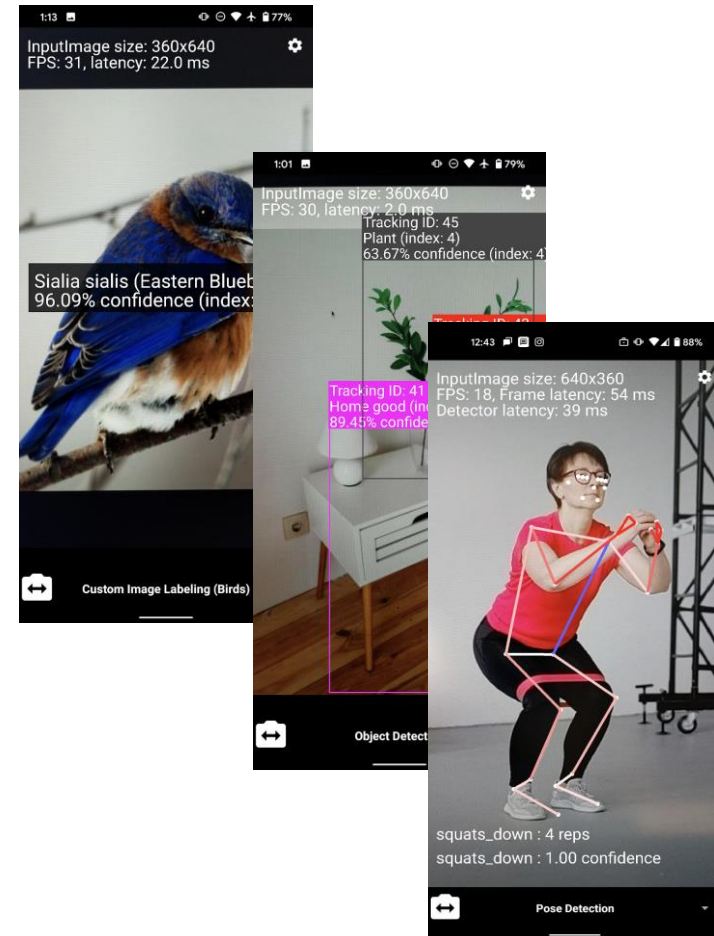 1:13
77%
InputImage size: 360x640
FPS: 31, latency: 22.0 ms
Sialia sialis (Eastern
96.09% confidence (index:
Custom Image Labeling (Birds)
1:01
79%
InputImage size: 360x640
FPS: 30, latency: 2.0 ms
Tracking ID: 45
Plant (index: 4)
63.67% confidence (index: 4)
Tracking ID:
Tracking ID: 41
Home good
89.45%
Object
12:43
88%
InputImage size: 640x360
FPS: 18, Frame latency: 54 ms
Detector latency: 39 ms
squats_down : 4 reps
squats_down : 1.00 confidence
Pose Detection